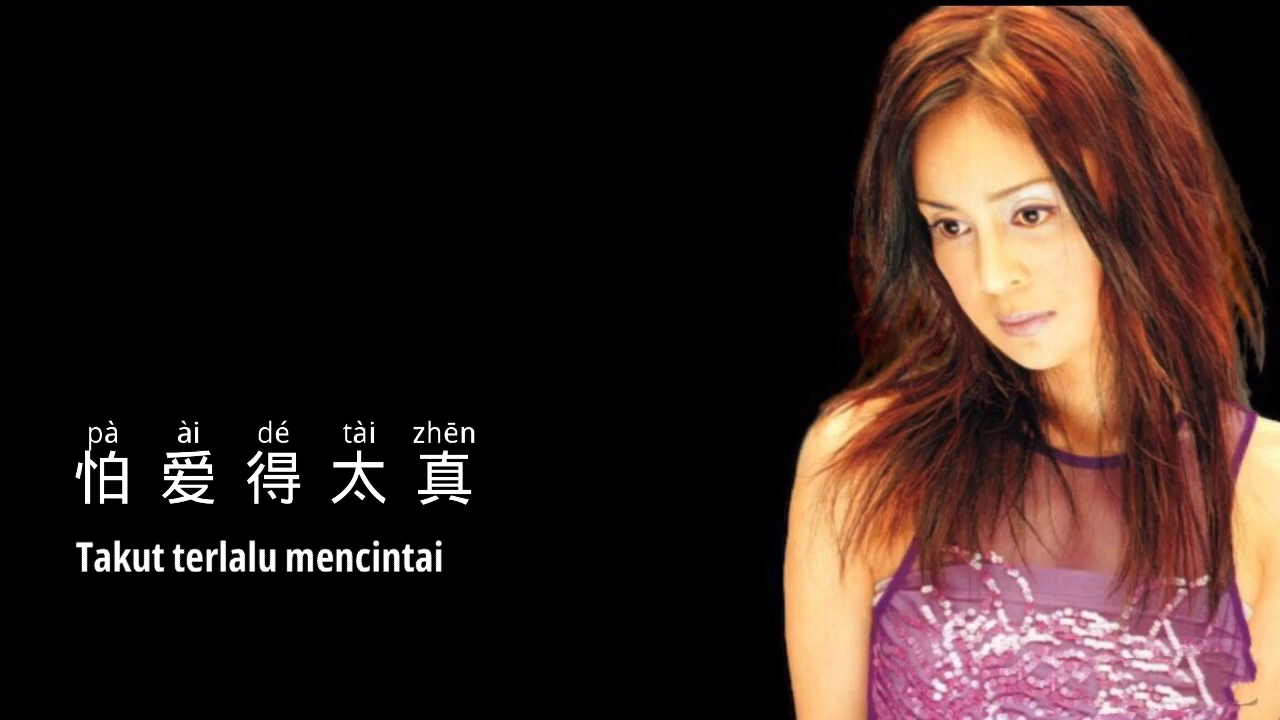 pà ài dé tài zhēn
怕 爱 得 太 真
Takut terlalu mencintai